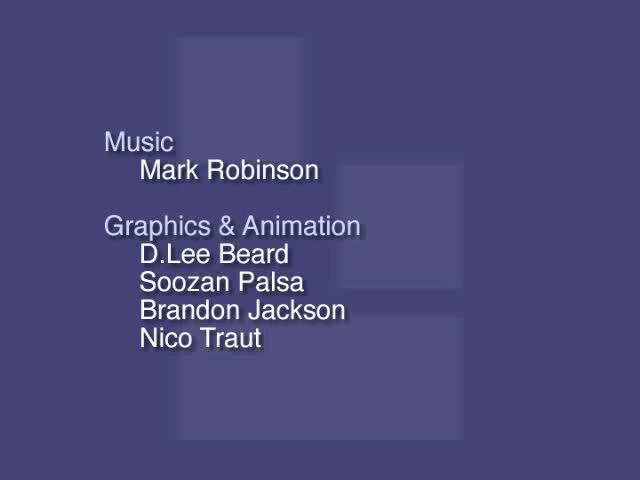 Music
Mark Robinson
Graphics & Animation
D.Lee Beard
Soozan Palsa
Brandon Jackson
Nico Traut